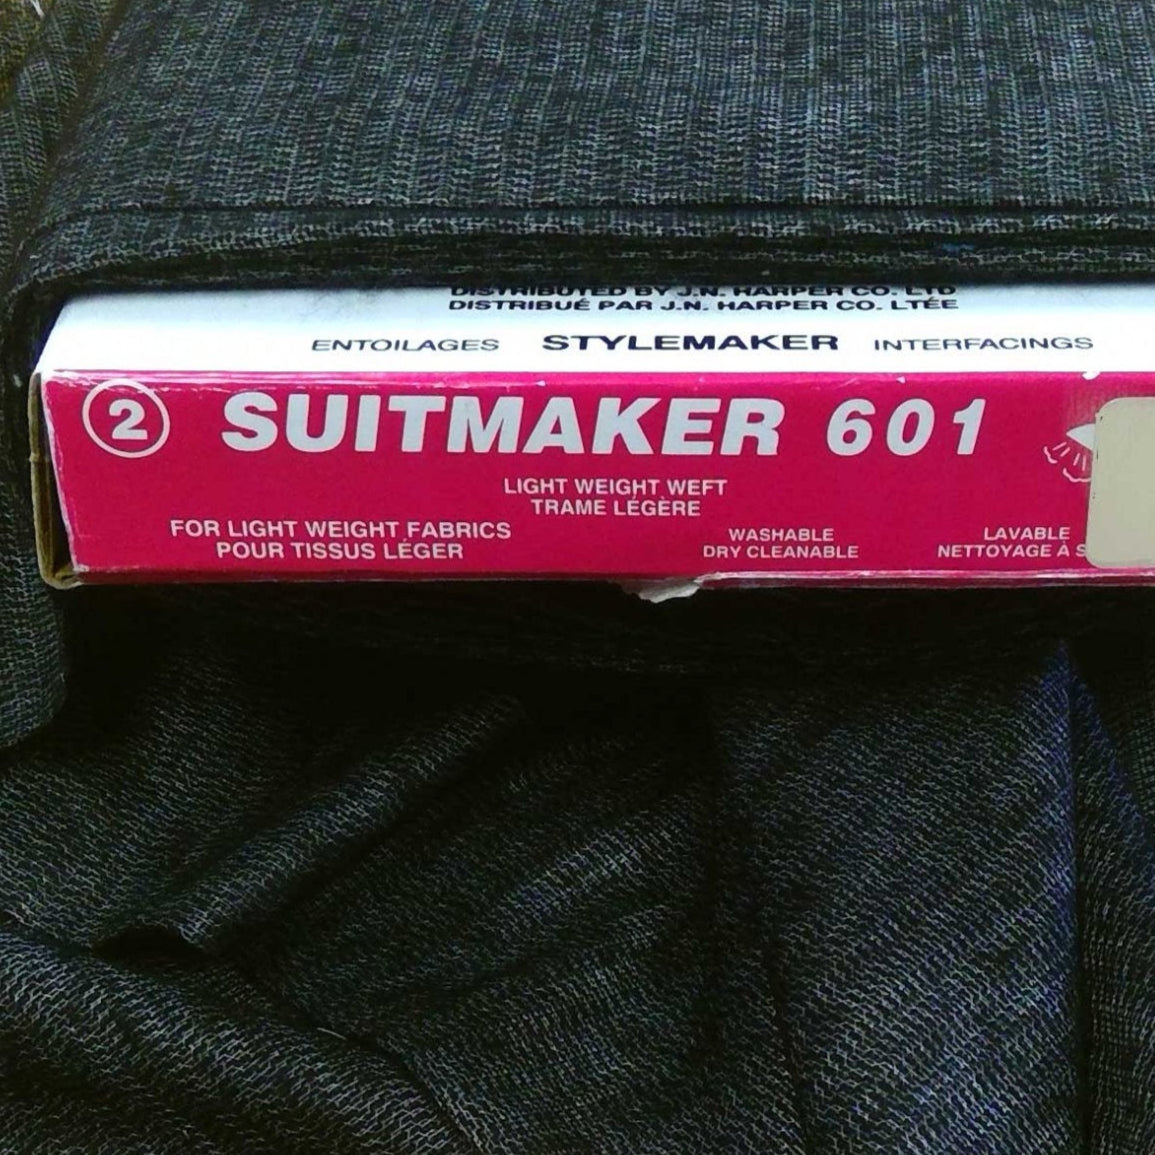 DISTRIBUTED BY J.N. HARPER CO. LTD
DISTRIBUÉ PAR J.N. HARPER CO. LTÉE
ENTOILAGES STYLEMAKER INTERFACINGS
2 SUITMAKER 601
LIGHT WEIGHT WEFT
TRAME LÉGÈRE
FOR LIGHT WEIGHT FABRICS
POUR TISSUS LÉGER
WASHABLE
DRY CLEANABLE
LAVABLE
NETTOYAGE À S